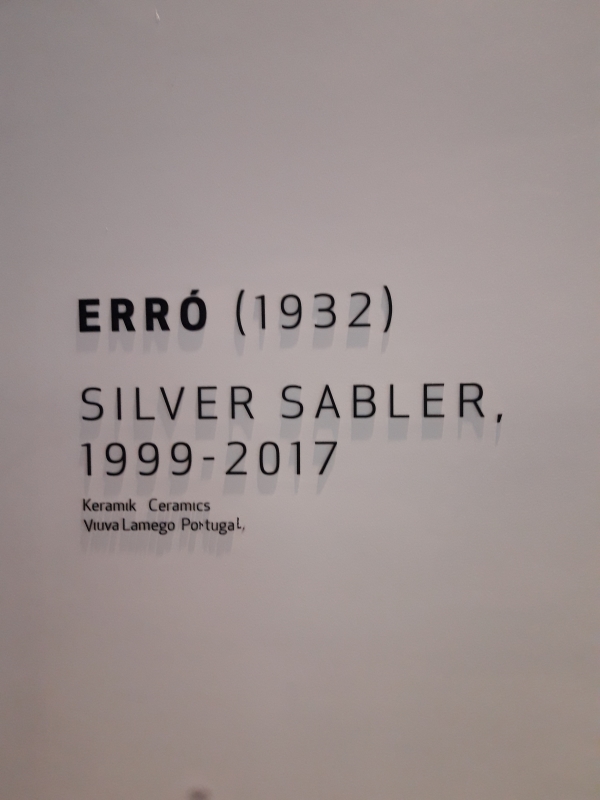 ERRÓ (1932)
SILVER SABLER,
1999-2017
Keramik Ceramics
Viuva Lamego Portugal,